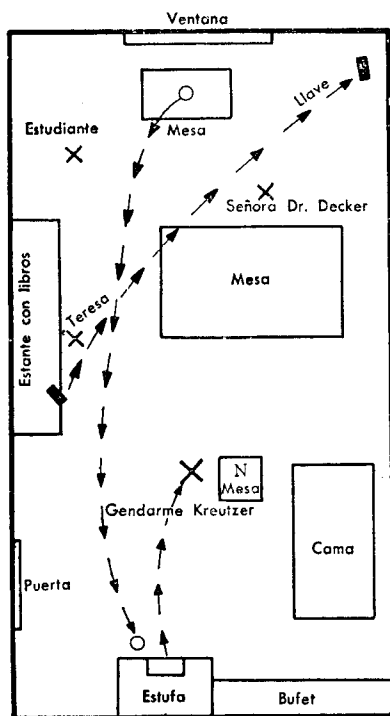 Ventana
Llave
Estudiante
Mesa
Señora Dr. Decker
Estante con libros
Teresa
Mesa
N
Mesa
Gendarme Kreutzer
Cama
Puerta
Estufa
Bufet